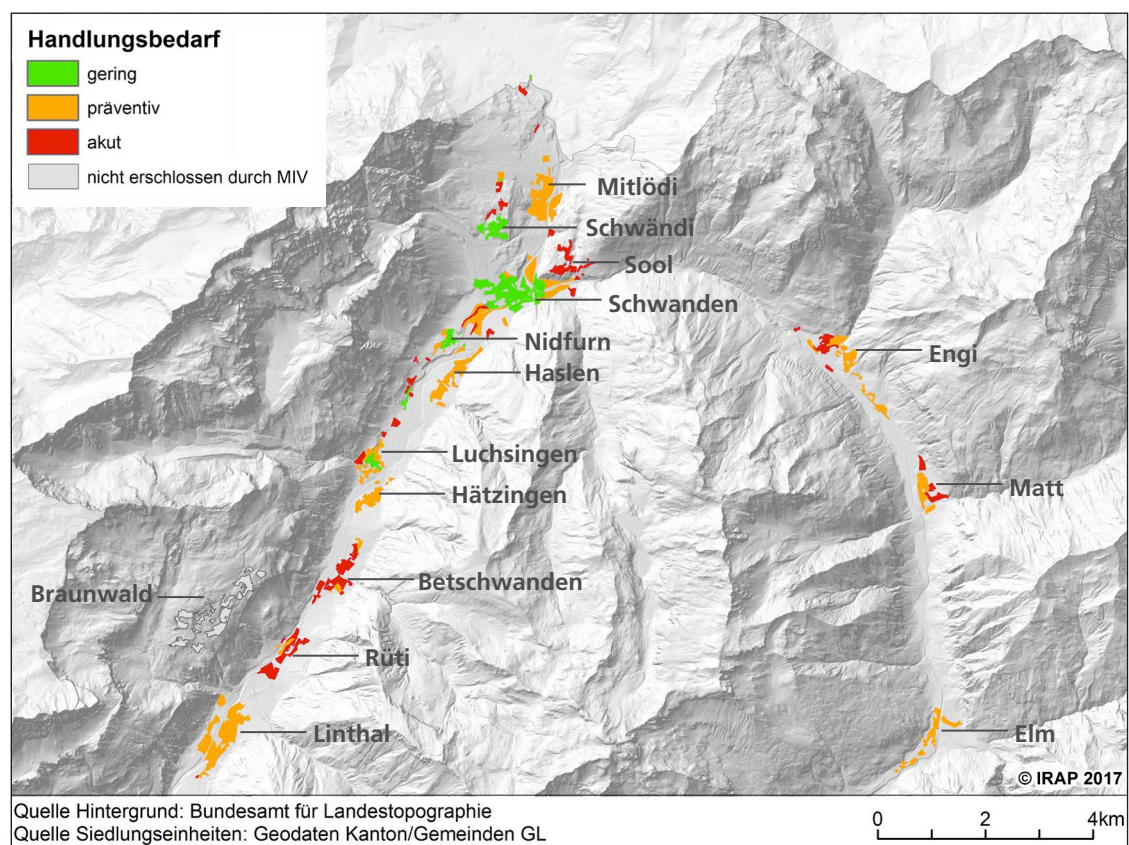 Handlungsbedarf
gering
präventiv
akut
nicht erschlossen durch MIV
Mitlödi
Schwändi
Sool
Schwanden
Nidfurn
Engi
Haslen
Luchsingen
Matt
Hätzingen
Betschwanden
Braunwald
Rüti
Linthal
Elm
© IRAP 2017
Quelle Hintergrund: Bundesamt für Landestopographie
Quelle Siedlungseinheiten: Geodaten Kanton/Gemeinden GL
0 2 4km